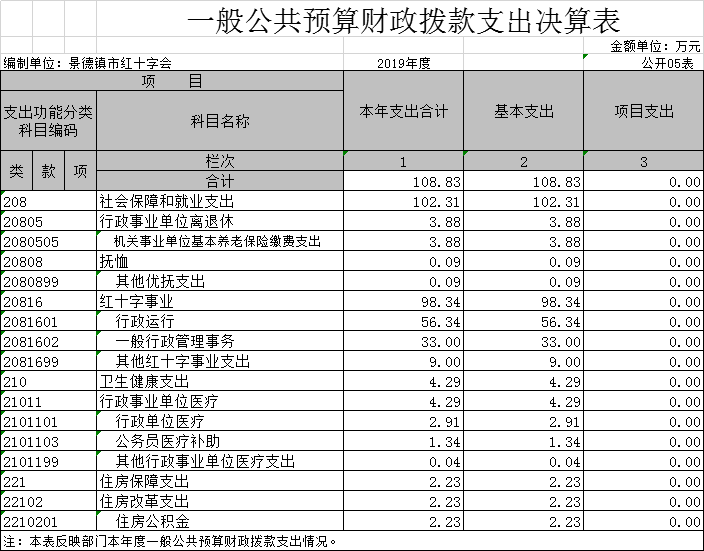 一般公共预算财政拨款支出决算表
金额单位：万元
编制单位：景德镇市红十字会 2019年度 公开05表
项 目 本年支出合计 基本支出 项目支出
支出功能分类科目编码 科目名称
类 款 项 栏次 1 2 3
合计 108.83 108.83 0.00
208 社会保障和就业支出 102.31 102.31 0.00
20805 行政事业单位离退休 3.88 3.88 0.00
2080505 机关事业单位基本养老保险缴费支出 3.88 3.88 0.00
20808 抚恤 0.09 0.09 0.00
2080899 其他优抚支出 0.09 0.09 0.00
20816 红十字事业 98.34 98.34 0.00
2081601 行政运行 56.34 56.34 0.00
2081602 一般行政管理事务 33.00 33.00 0.00
2081699 其他红十字事业支出 9.00 9.00 0.00
210 卫生健康支出 4.29 4.29 0.00
21011 行政事业单位医疗 4.29 4.29 0.00
2101101 行政单位医疗 2.91 2.91 0.00
2101103 公务员医疗补助 1.34 1.34 0.00
2101199 其他行政事业单位医疗支出 0.04 0.04 0.00
221 住房保障支出 2.23 2.23 0.00
22102 住房改革支出 2.23 2.23 0.00
2210201 住房公积金 2.23 2.23 0.00
注：本表反映部门本年度一般公共预算财政拨款支出情况。